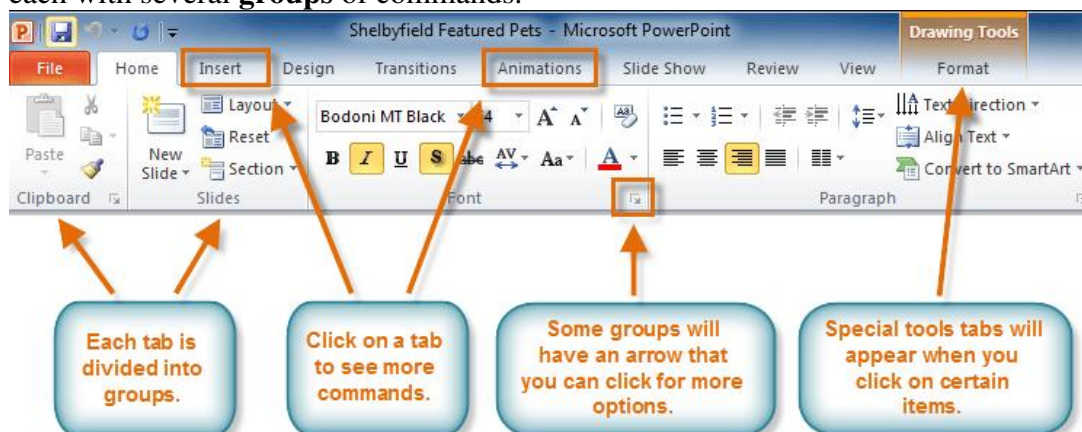 each with several groups of commands.
Shelbyfield Featured Pets - Microsoft PowerPoint
Drawing Tools
File Home Insert Design Transitions Animations Slide Show Review View Format
Paste
New
Slide
Layout
Reset
Section
Bodoni MT Black
4
B I U S abc AV Aa A
Text Direction
Align Text
Convert to SmartArt
Clipboard Slides Font Paragraph
Each tab is
divided into
groups.
Click on a tab
to see more
commands.
Some groups will
have an arrow that
you can click for more
options.
Special tools tabs will
appear when you
click on certain
items.